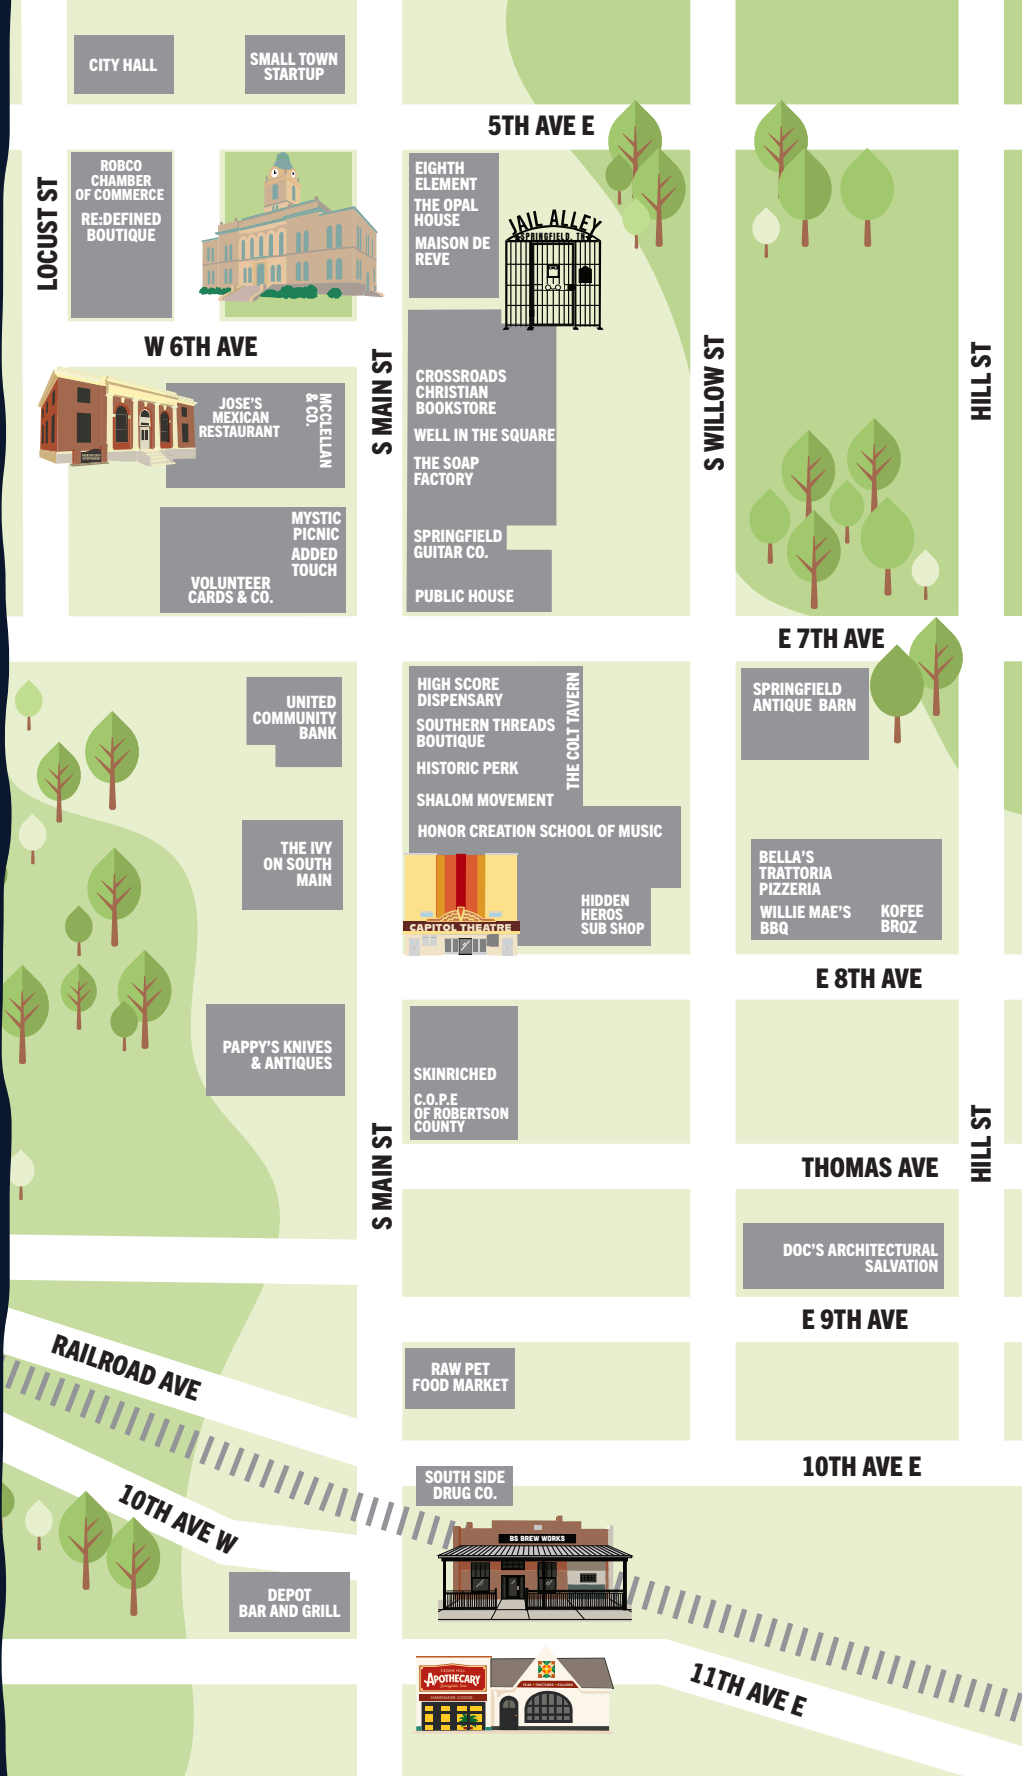 CITY HALL
SMALL TOWN
STARTUP
5TH AVE E
LOCUST ST
ROBCO
CHAMBER
OF COMMERCE
RE:DEFINED
BOUTIQUE
EIGHTH
ELEMENT
THE OPAL
HOUSE
MAISON DE
REVE
JAIL ALLEY
SPRINGFIELD, TN
W 6TH AVE
S MAIN ST
S WILLOW ST
HILL ST
JOSE'S
MEXICAN
RESTAURANT
MCCLELLAN
& CO.
CROSSROADS
CHRISTIAN
BOOKSTORE
WELL IN THE SQUARE
THE SOAP
FACTORY
SPRINGFIELD
GUITAR CO.
PUBLIC HOUSE
MYSTIC
PICNIC
ADDED
TOUCH
VOLUNTEER
CARDS & CO.
E 7TH AVE
UNITED
COMMUNITY
BANK
HIGH SCORE
DISPENSARY
SOUTHERN THREADS
BOUTIQUE
HISTORIC PERK
SHALOM MOVEMENT
THE COLT TAVERN
HONOR CREATION SCHOOL OF MUSIC
SPRINGFIELD
ANTIQUE BARN
THE IVY
ON SOUTH
MAIN
CAPITOL THEATRE
HIDDEN
HEROS
SUB SHOP
BELLA'S
TRATTORIA
PIZZERIA
WILLIE MAE'S
BBQ
KOFEE
BROZ
E 8TH AVE
PAPPY'S KNIVES
& ANTIQUES
SKINRICHED
C.O.P.E
OF ROBERTSON
COUNTY
S MAIN ST
HILL ST
THOMAS AVE
DOC'S ARCHITECTURAL
SALVATION
E 9TH AVE
RAILROAD AVE
RAW PET
FOOD MARKET
10TH AVE E
SOUTH SIDE
DRUG CO.
10TH AVE W
BS BREW WORKS
DEPOT
BAR AND GRILL
CEDAR HILL
APOTHECARY
HANDMADE GOODS
11TH AVE E